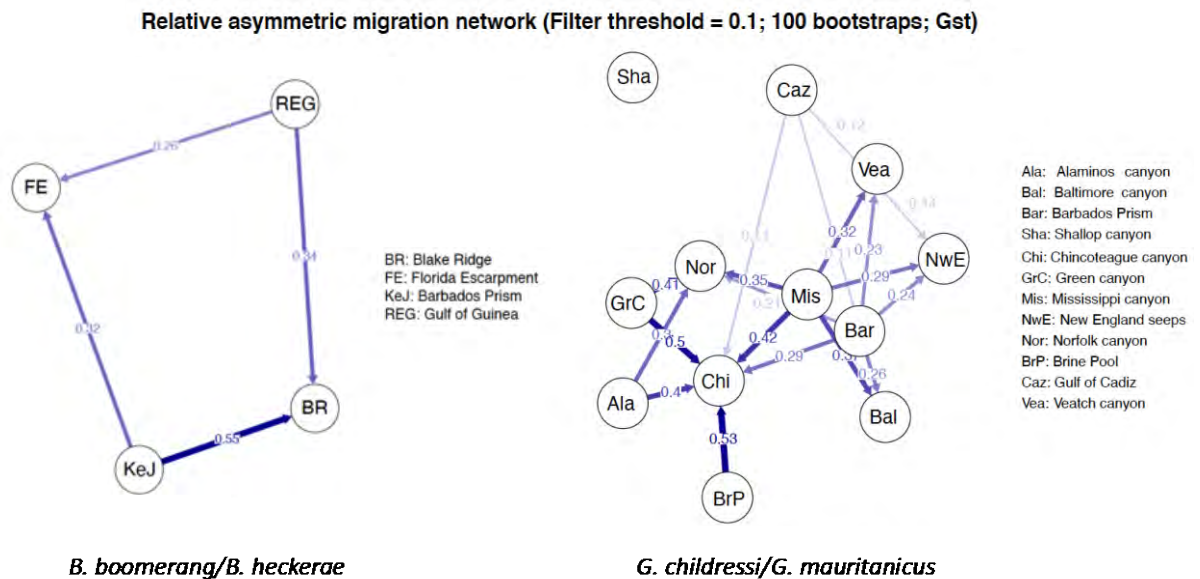 Relative asymmetric migration network (Filter threshold = 0.1; 100 bootstraps; Gst)
REG
FE
BR
KeJ
0.26
0.34
0.32
0.55
BR: Blake Ridge
FE: Florida Escarpment
KeJ: Barbados Prism
REG: Gulf of Guinea
Sha
Caz
Vea
NwE
Nor
GrC
Mis
Bar
Chi
Ala
Bal
BrP
0.12
0.32
0.23
0.35
0.29
0.24
0.41
0.5
0.42
0.29
0.26
0.4
0.53
Ala: Alaminos canyon
Bal: Baltimore canyon
Bar: Barbados Prism
Sha: Shallop canyon
Chi: Chincoteague canyon
GrC: Green canyon
Mis: Mississippi canyon
NwE: New England seeps
Nor: Norfolk canyon
BrP: Brine Pool
Caz: Gulf of Cadiz
Vea: Veatch canyon
B. boomerang/B. heckerae
G. childressi/G. mauritanicus